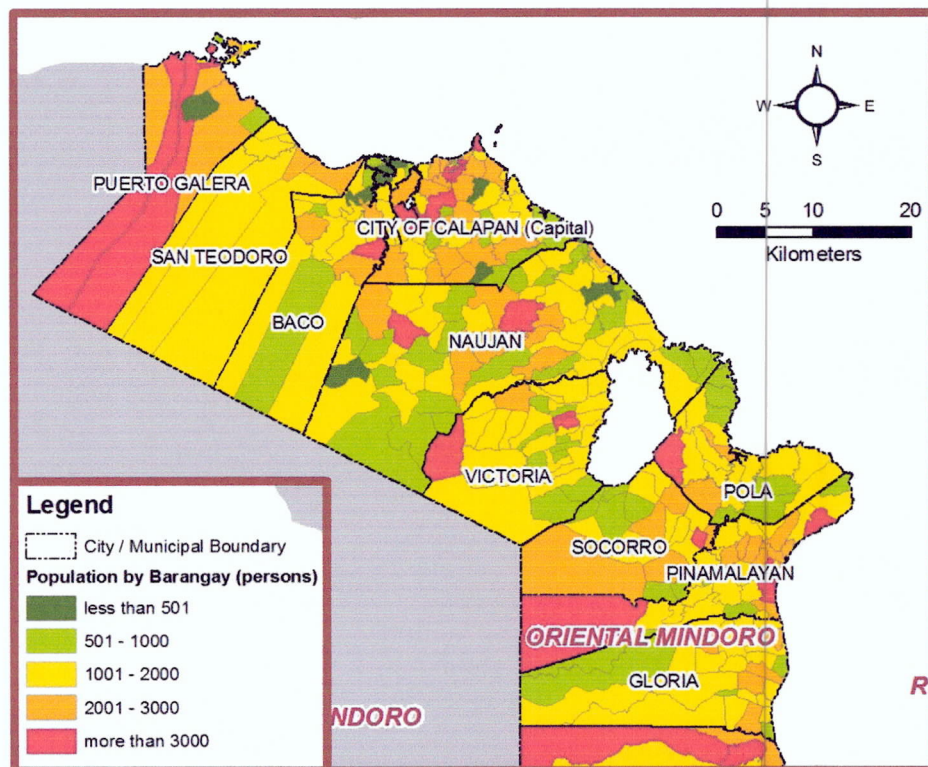 N
W E
S
0 5 10 20
Kilometers
PUERTO GALERA
SAN TEODORO
BACO
CITY OF CALAPAN (Capital)
NAUJAN
VICTORIA
POLA
SOCORRO
PINAMALAYAN
ORIENTAL MINDORO
GLORIA
R
NDORO
Legend
City / Municipal Boundary
Population by Barangay (persons)
less than 501
501 - 1000
1001 - 2000
2001 - 3000
more than 3000